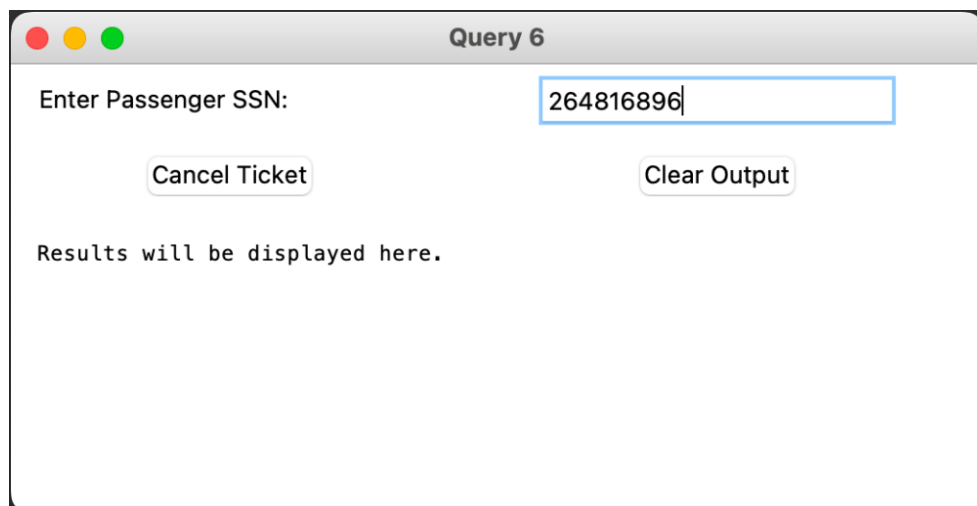 Query 6
Enter Passenger SSN: 264816896
Cancel Ticket Clear Output
Results will be displayed here.